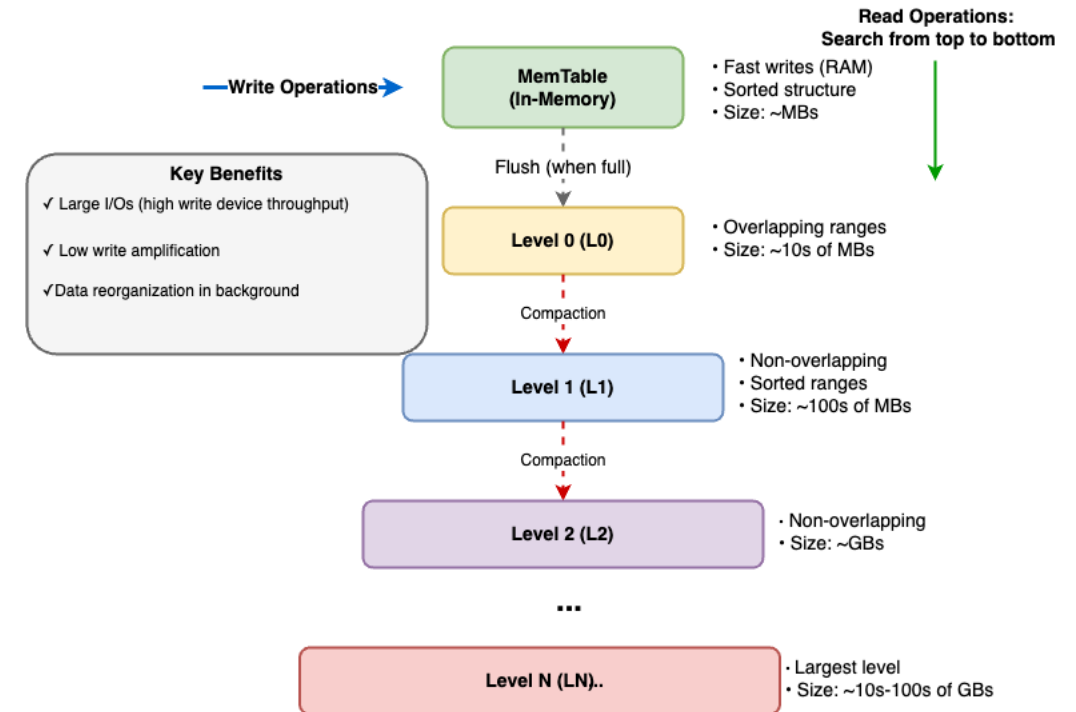 Read Operations:
Search from top to bottom
Write Operations
MemTable
(In-Memory)
• Fast writes (RAM)
• Sorted structure
• Size: ~MBs
Flush (when full)
Key Benefits
✓ Large I/Os (high write device throughput)
✓ Low write amplification
✓Data reorganization in background
Level 0 (L0)
• Overlapping ranges
• Size: ~10s of MBs
Compaction
Level 1 (L1)
• Non-overlapping
• Sorted ranges
• Size: ~100s of MBs
Compaction
Level 2 (L2)
· Non-overlapping
• Size: ~GBs
...
Level N (LN)..
· Largest level
• Size: ~10s-100s of GBs